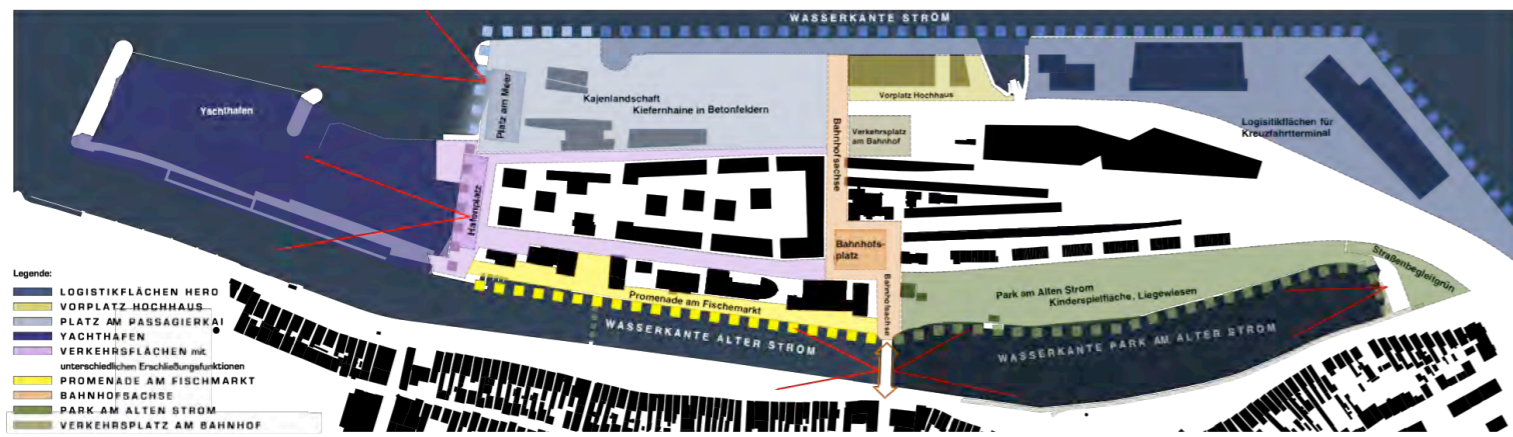 WASSERKANTE STROM
Yachthafen
Platz am Meer
Kajenlandschaft
Kiefernhaine in Betonfeldern
Vorplatz Hochhaus
Bahnhofsachse
Verkehrsplatz
am Bahnhof
Logisitikflächen für
Kreuzfahrtterminal
Hafenplatz
Bahnhofs-
platz
Bahnhofsachse
Straßenbegleitgrün
Park am Alten Strom
Kinderspielfläche, Liegewiesen
Promenade am Fischemarkt
WASSERKANTE ALTER STROM
WASSERKANTE PARK AM ALTER STROM
Legende:
LOGISTIKFLÄCHEN HERO
VORPLATZ HOCHHAUS
PLATZ AM PASSAGIERKAI
YACHTHAFEN
VERKEHRSFLÄCHEN mit
unterschiedlichen Erschließungsfunktionen
PROMENADE AM FISCHMARKT
BAHNHOFSACHSE
PARK AM ALTEN STROM
VERKEHRSPLATZ AM BAHNHOF